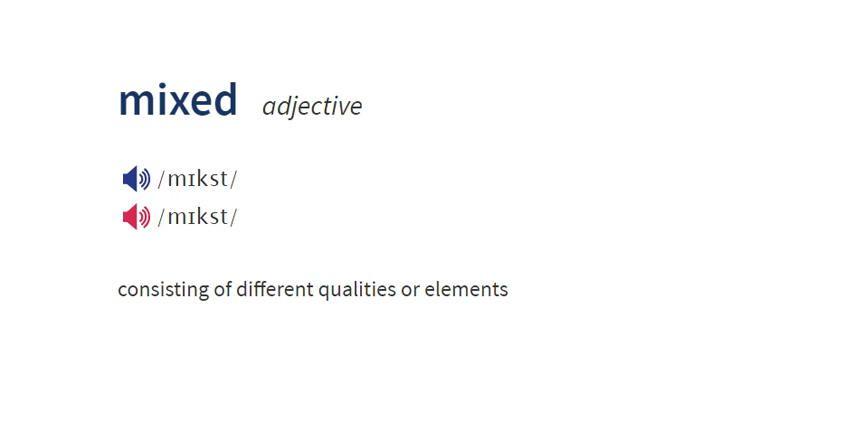 mixed adjective
/mɪkst/
/mɪkst/
consisting of different qualities or elements